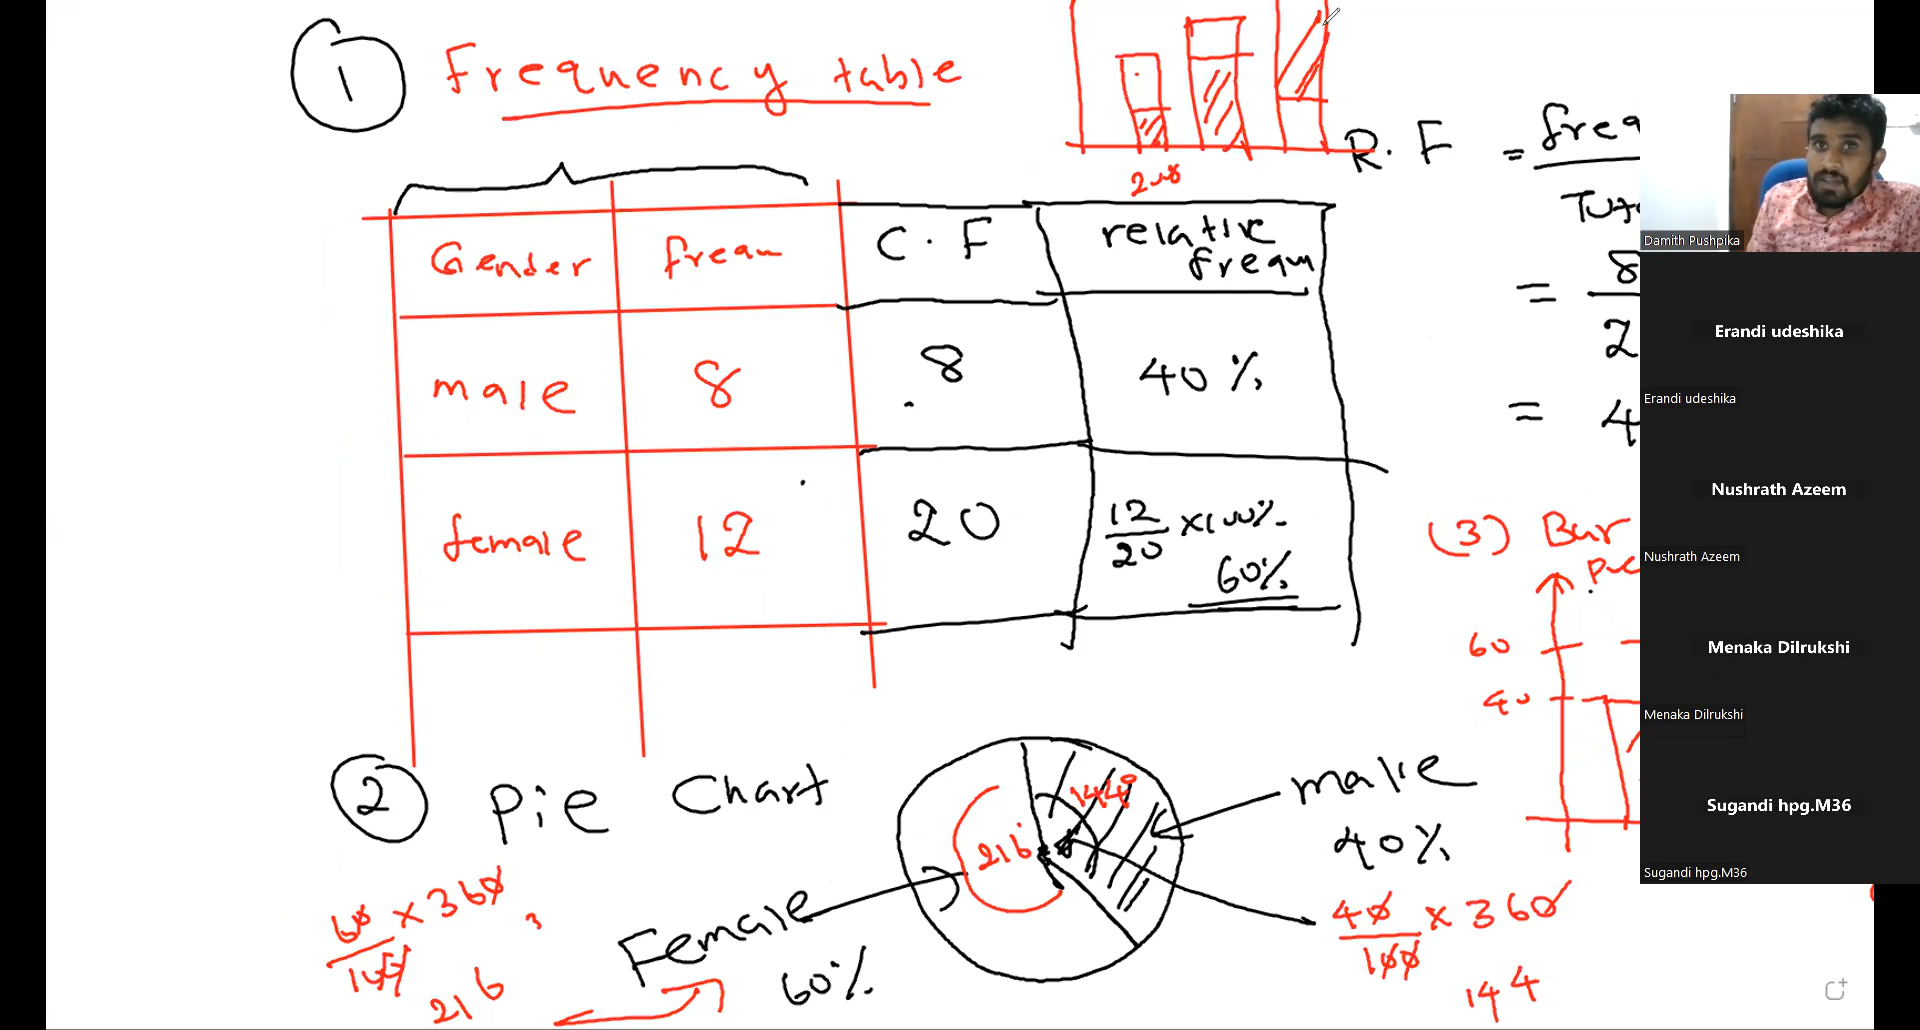 1 Frequency table
208
R. F = freq
Tot
= 8
2
= 4
Gender frequ C. F relative frequ
male 8 8 40%
female 12 20 12/20 ×100%
60%
(3) Bar
60
40
2 Pie Chart
144°
216
male
40%
Female
60%
60/100 × 360
216
40/100 × 360
144
Damith Pushpika
Erandi udeshika
Erandi udeshika
Nushrath Azeem
Nushrath Azeem
Menaka Dilrukshi
Menaka Dilrukshi
Sugandi hpg.M36
Sugandi hpg.M36